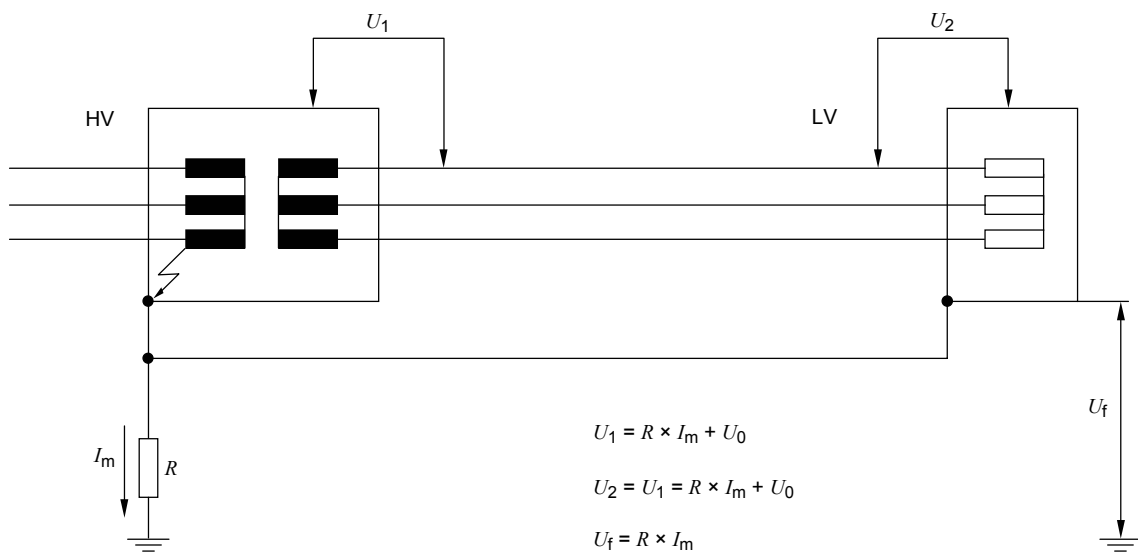 U1
U2
HV
LV
Uf
U1 = R × Im + U0
Im
R
U2 = U1 = R × Im + U0
Uf = R × Im